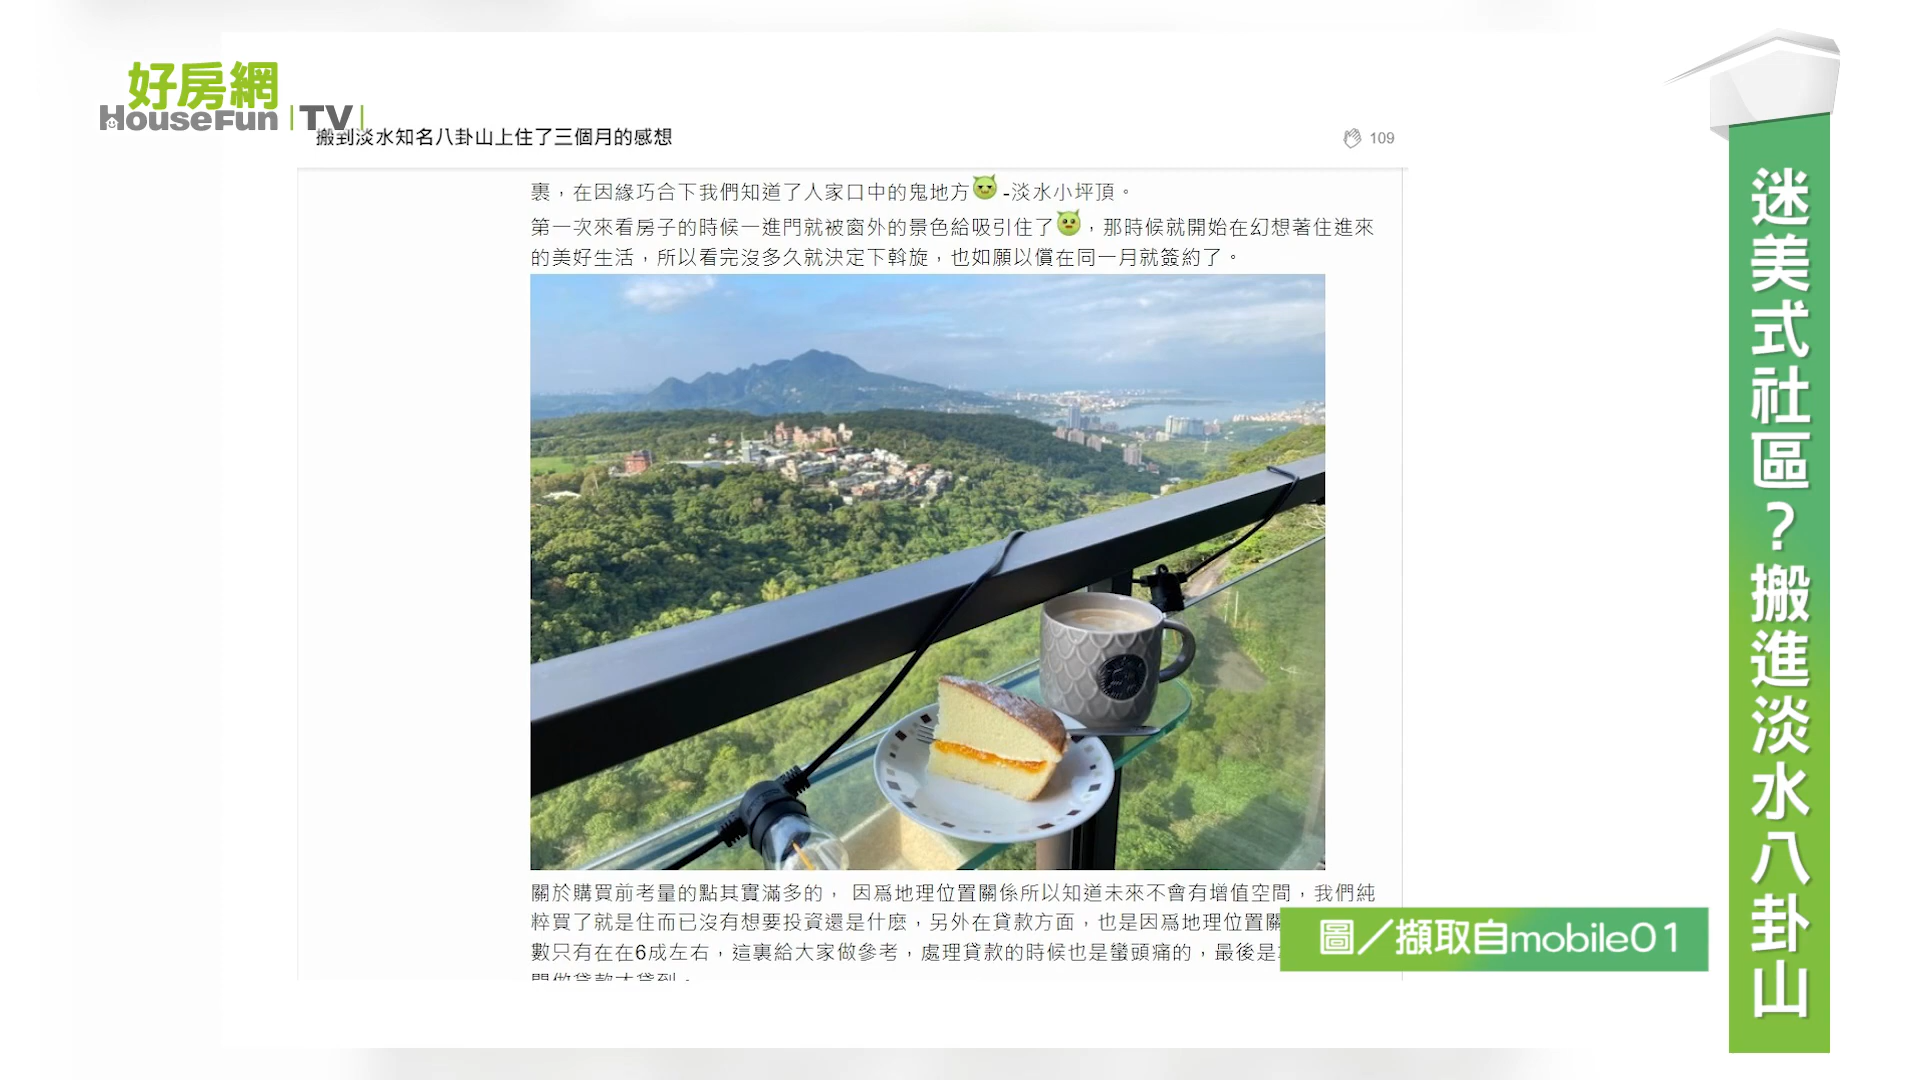 好房網
HouseFun TV
搬到淡水知名八卦山上住了三個月的感想
109
裏，在因緣巧合下我們知道了人家口中的鬼地方 -淡水小坪頂。
第一次來看房子的時候一進門就被窗外的景色給吸引住了，那時候就開始在幻想著住進來
的美好生活，所以看完沒多久就決定下斡旋，也如願以償在同一月就簽約了。
關於購買前考量的點其實滿多的， 因爲地理位置關係所以知道未來不會有增值空間，我們純
粹買了就是住而已沒有想要投資還是什麼，另外在貸款方面，也是因爲地理位置關
數只有在在6成左右，這裏給大家做參考，處理貸款的時候也是蠻頭痛的，最後是
圖／擷取自mobile01
迷美式社區？搬進淡水八卦山